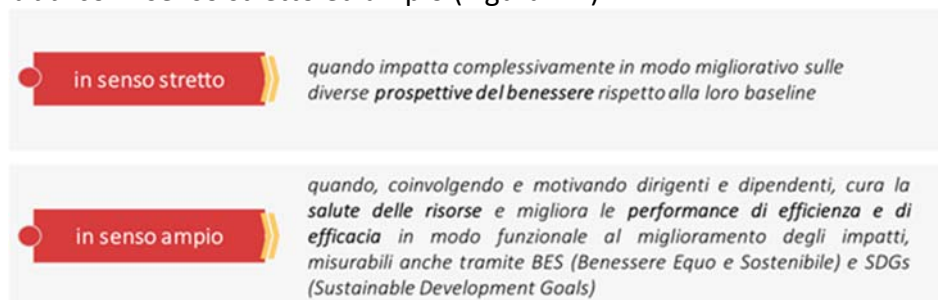 in senso stretto
quando impatta complessivamente in modo migliorativo sulle
diverse prospettive del benessere rispetto alla loro baseline
in senso ampio
quando, coinvolgendo e motivando dirigenti e dipendenti, cura la
salute delle risorse e migliora le performance di efficienza e di
efficacia in modo funzionale al miglioramento degli impatti,
misurabili anche tramite BES (Benessere Equo e Sostenibile) e SDGs
(Sustainable Development Goals)